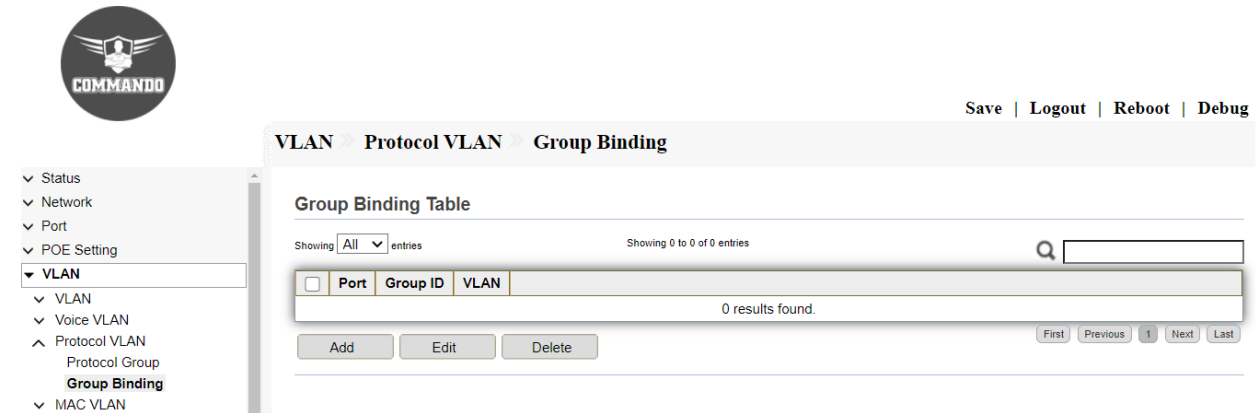 COMMANDO
Save | Logout | Reboot | Debug
VLAN » Protocol VLAN » Group Binding
Status
Network
Port
POE Setting
VLAN
VLAN
Voice VLAN
Protocol VLAN
Protocol Group
Group Binding
MAC VLAN
Group Binding Table
Showing All entries
Showing 0 to 0 of 0 entries
Port Group ID VLAN
0 results found.
First Previous 1 Next Last
Add Edit Delete